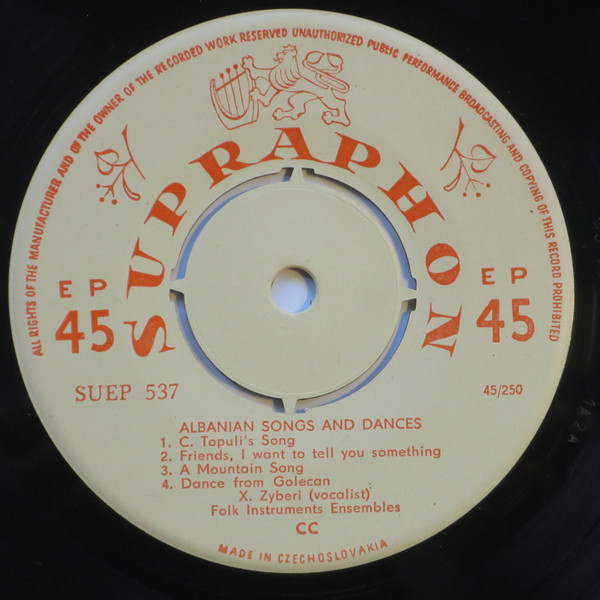 ALL RIGHTS OF THE MANUFACTURER AND OF THE OWNER OF THE RECORDED WORK RESERVED UNAUTHORIZED PUBLIC PERFORMANCE BROADCASTING AND COPYING OF THIS RECORD PROHIBITED
SUPRAPHON
EP
45
EP
45
SUEP 537
45/250
ALBANIAN SONGS AND DANCES
1. C. Topuli's Song
2. Friends, I want to tell you something
3. A Mountain Song
4. Dance from Golecan
X. Zyberi (vocalist)
Folk Instruments Ensembles
CC
MADE IN CZECHOSLOVAKIA